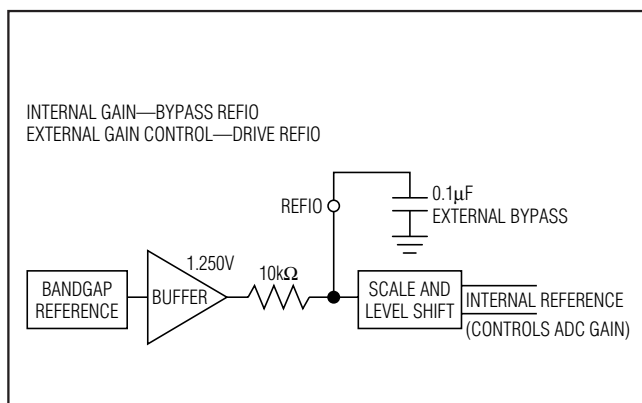 INTERNAL GAIN—BYPASS REFIO
EXTERNAL GAIN CONTROL—DRIVE REFIO
REFIO
0.1μF
EXTERNAL BYPASS
1.250V
10kΩ
BANDGAP
REFERENCE
BUFFER
SCALE AND
LEVEL SHIFT
INTERNAL REFERENCE
(CONTROLS ADC GAIN)